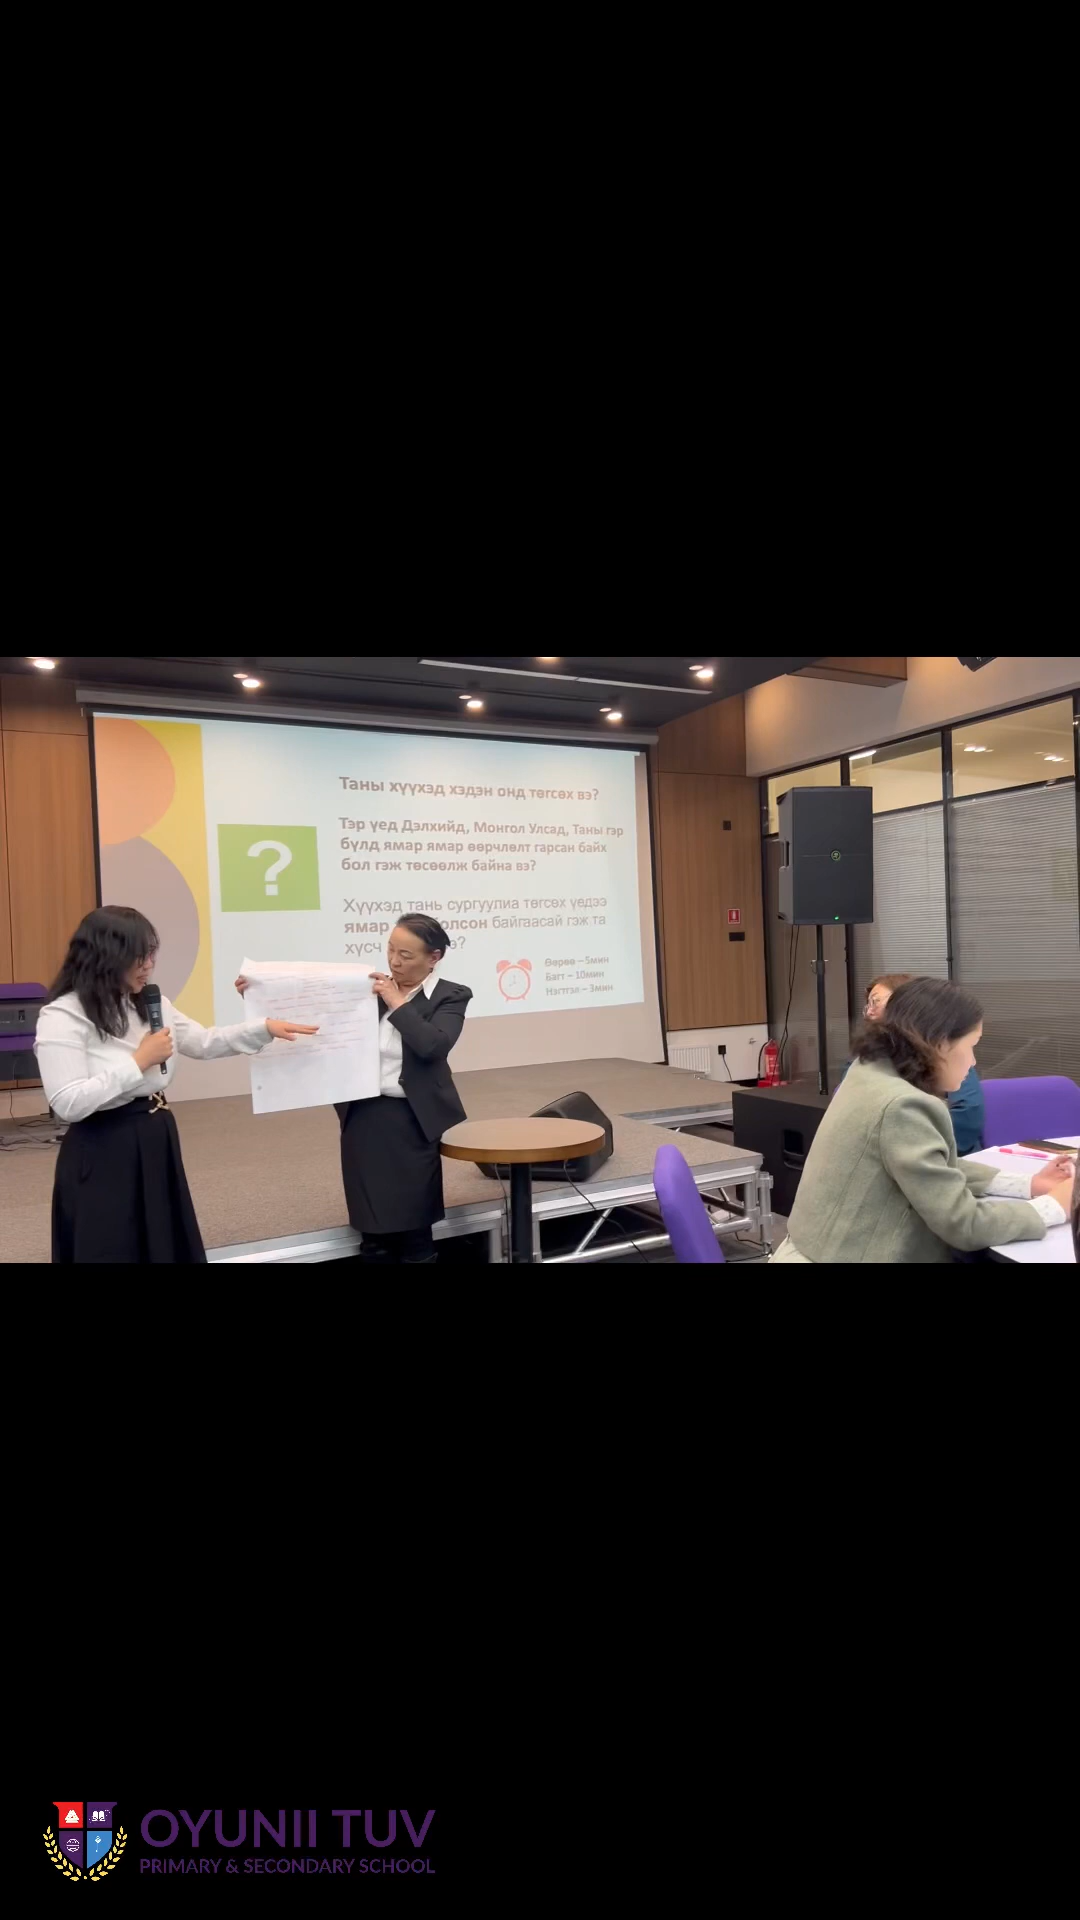 Таны хүүхэд хэдэн онд төгсөх вэ?
Тэр үед Дэлхийд, Монгол Улсад, Таны гэр
бүлд ямар ямар өөрчлөлт гарсан байх
бол гэж төсөөлж байна вэ?
?
Хүүхэд тань сургуулиа төгсөх үедээ
ямар олсон байгаасай гэж та
хүсч э?
Өөрөө – 5мин
Багт – 10мин
Нэгтгэл – 3мин
OYUNII TUV
PRIMARY & SECONDARY SCHOOL